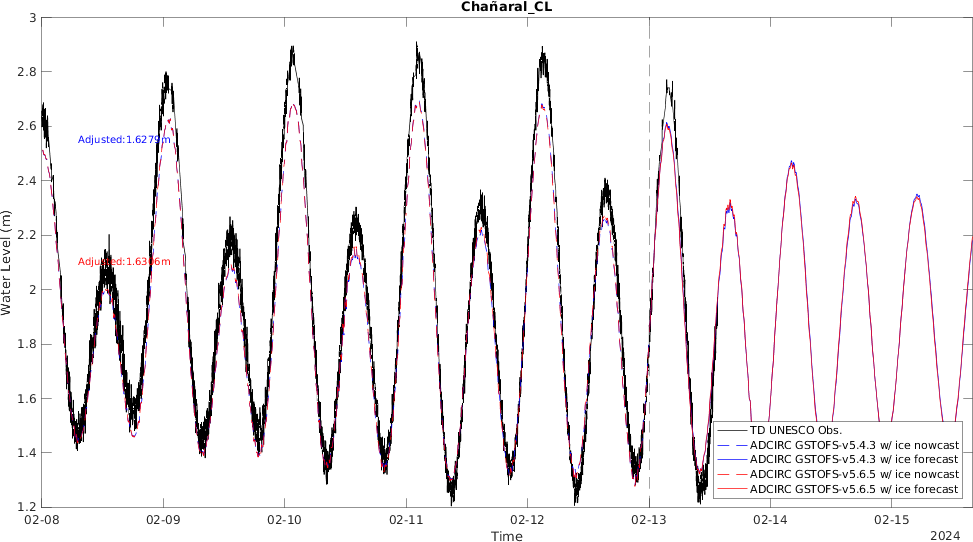 Chañaral_CL
3
2.8
2.6
2.4
2.2
2
1.8
1.6
1.4
1.2
Water Level (m)
Adjusted:1.6279m
Adjusted:1.6306m
TD UNESCO Obs.
ADCIRC GSTOFS-v5.4.3 w/ ice nowcast
ADCIRC GSTOFS-v5.4.3 w/ ice forecast
ADCIRC GSTOFS-v5.6.5 w/ ice nowcast
ADCIRC GSTOFS-v5.6.5 w/ ice forecast
02-08
02-09
02-10
02-11
02-12
02-13
02-14
02-15
Time
2024